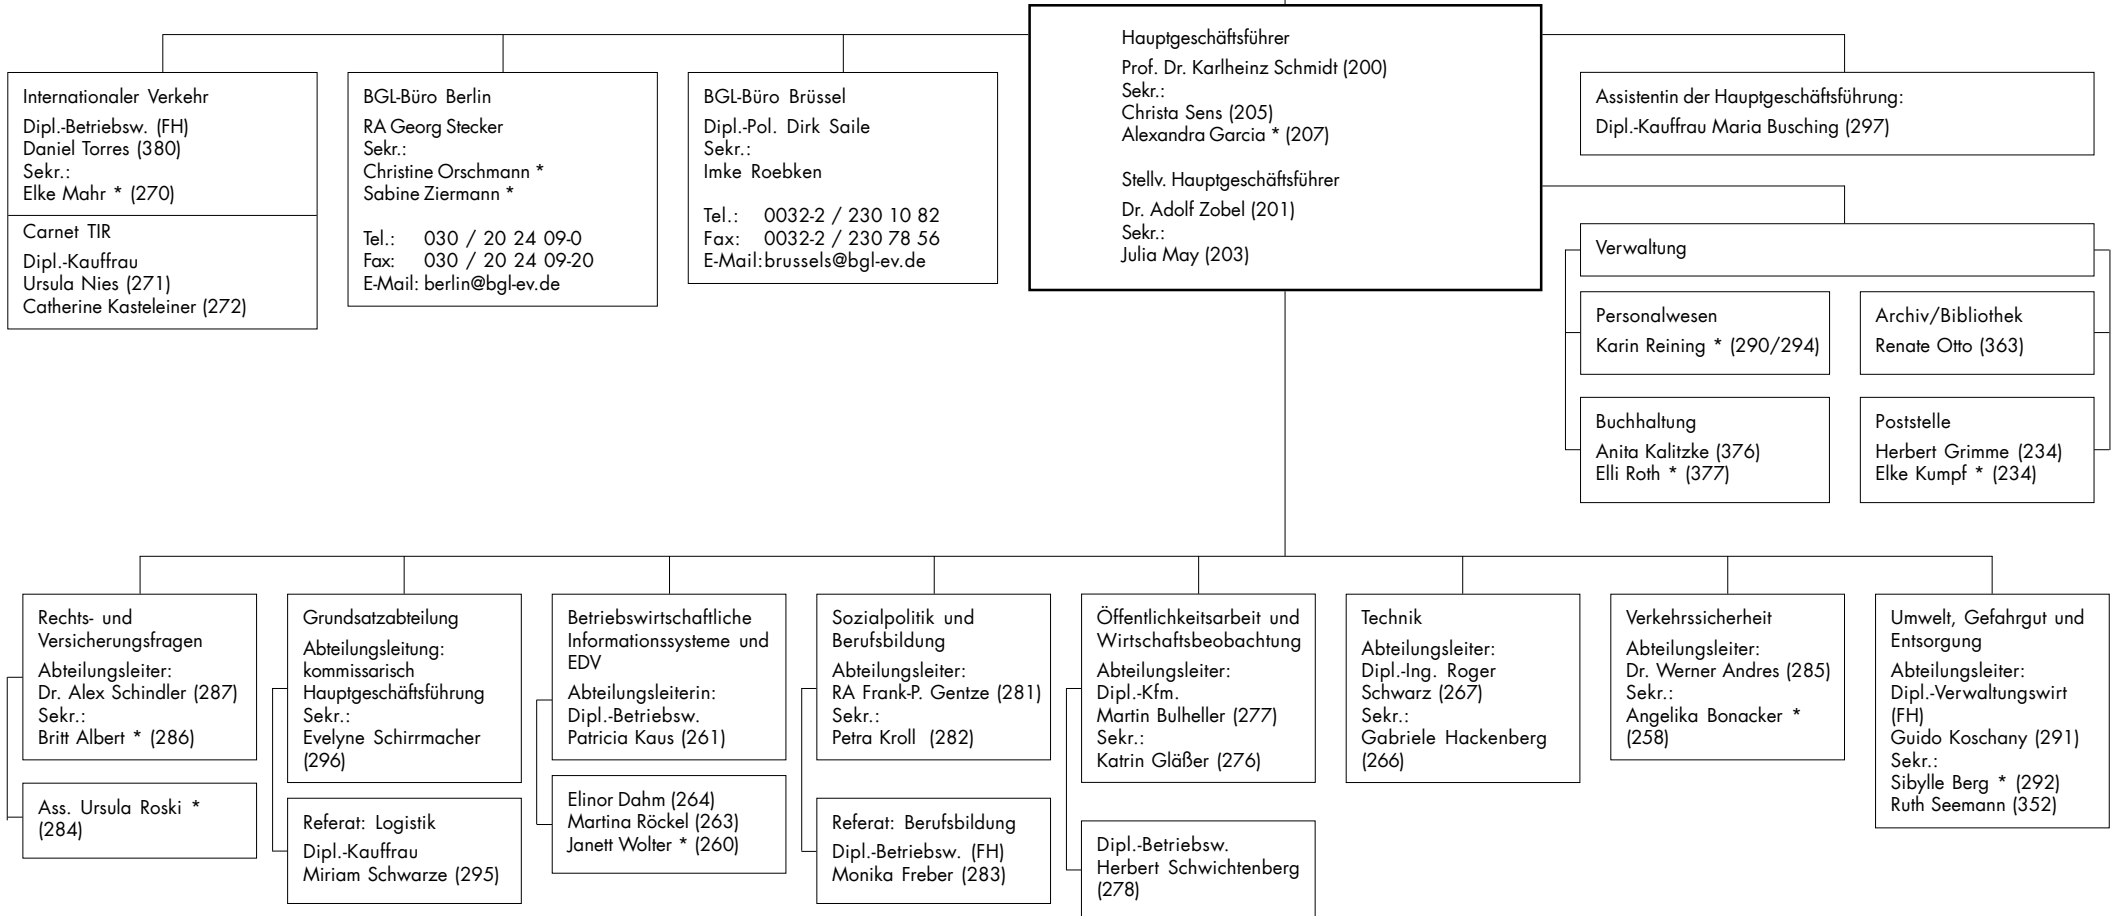 Hauptgeschäftsführer
Prof. Dr. Karlheinz Schmidt (200)
Sekr.:
Christa Sens (205)
Alexandra Garcia * (207)
Stellv. Hauptgeschäftsführer
Dr. Adolf Zobel (201)
Sekr.:
Julia May (203)
Internationaler Verkehr
Dipl.-Betriebsw. (FH)
Daniel Torres (380)
Sekr.:
Elke Mahr * (270)
Carnet TIR
Dipl.-Kauffrau
Ursula Nies (271)
Catherine Kasteleiner (272)
BGL-Büro Berlin
RA Georg Stecker
Sekr.:
Christine Orschmann *
Sabine Ziermann *
Tel.: 030 / 20 24 09-0
Fax: 030 / 20 24 09-20
E-Mail: berlin@bgl-ev.de
BGL-Büro Brüssel
Dipl.-Pol. Dirk Saile
Sekr.:
Imke Roebken
Tel.: 0032-2 / 230 10 82
Fax: 0032-2 / 230 78 56
E-Mail: brussels@bgl-ev.de
Assistentin der Hauptgeschäftsführung:
Dipl.-Kauffrau Maria Busching (297)
Verwaltung
Personalwesen
Karin Reining * (290/294)
Archiv/Bibliothek
Renate Otto (363)
Buchhaltung
Anita Kalitzke (376)
Elli Roth * (377)
Poststelle
Herbert Grimme (234)
Elke Kumpf * (234)
Rechts- und
Versicherungsfragen
Abteilungsleiter:
Dr. Alex Schindler (287)
Sekr.:
Britt Albert * (286)
Ass. Ursula Roski *
(284)
Grundsatzabteilung
Abteilungsleitung:
kommissarisch
Hauptgeschäftsführung
Sekr.:
Evelyne Schirrmacher
(296)
Referat: Logistik
Dipl.-Kauffrau
Miriam Schwarze (295)
Betriebswirtschaftliche
Informationssysteme und
EDV
Abteilungsleiterin:
Dipl.-Betriebsw.
Patricia Kaus (261)
Elinor Dahm (264)
Martina Röckel (263)
Janett Wolter * (260)
Sozialpolitik und
Berufsbildung
Abteilungsleiter:
RA Frank-P. Gentze (281)
Sekr.:
Petra Kroll (282)
Referat: Berufsbildung
Dipl.-Betriebsw. (FH)
Monika Freber (283)
Öffentlichkeitsarbeit und
Wirtschaftsbeobachtung
Abteilungsleiter:
Dipl.-Kfm.
Martin Bulheller (277)
Sekr.:
Katrin Gläßer (276)
Dipl.-Betriebsw.
Herbert Schwichtenberg
(278)
Technik
Abteilungsleiter:
Dipl.-Ing. Roger
Schwarz (267)
Sekr.:
Gabriele Hackenberg
(266)
Verkehrssicherheit
Abteilungsleiter:
Dr. Werner Andres (285)
Sekr.:
Angelika Bonacker *
(258)
Umwelt, Gefahrgut und
Entsorgung
Abteilungsleiter:
Dipl.-Verwaltungswirt
(FH)
Guido Koschany (291)
Sekr.:
Sibylle Berg * (292)
Ruth Seemann (352)